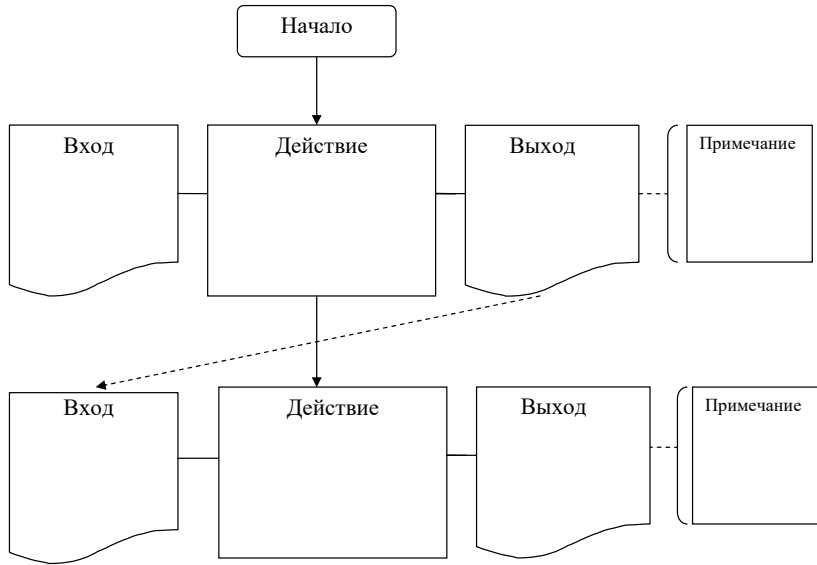 Начало
Вход
Действие
Выход
Примечание
Вход
Действие
Выход
Примечание